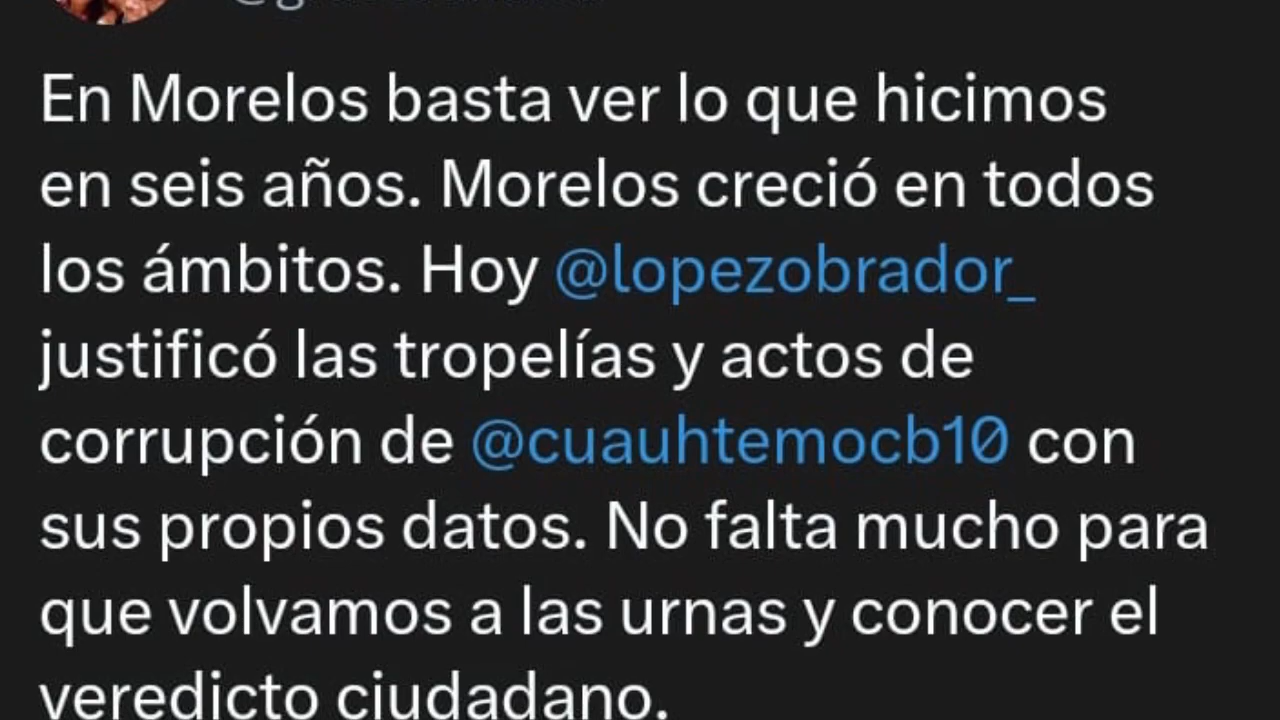 En Morelos basta ver lo que hicimos
en seis años. Morelos creció en todos
los ámbitos. Hoy @lopezobrador_
justificó las tropelías y actos de
corrupción de @cuauhtemocb10 con
sus propios datos. No falta mucho para
que volvamos a las urnas y conocer el
veredicto ciudadano.